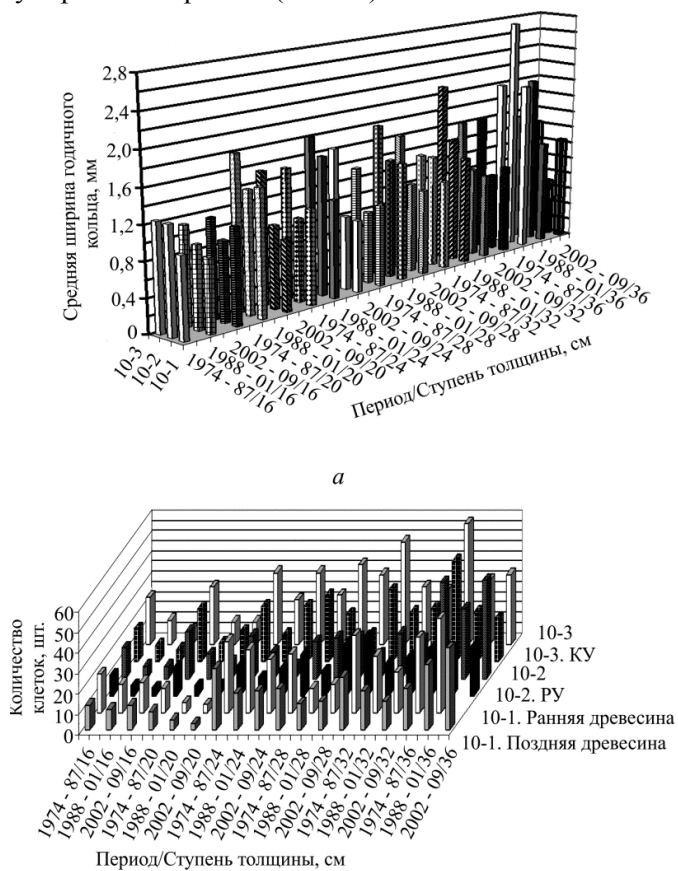 2,8
2,4
2,0
1,6
1,2
0,8
0,4
0
Средняя ширина годичного
кольца, мм
10-3
10-2
10-1
1974 - 87/16
1988 - 01/16
2002 - 09/16
1974 - 87/20
1988 - 01/20
2002 - 09/20
1974 - 87/24
1988 - 01/24
2002 - 09/24
1974 - 87/28
1988 - 01/28
2002 - 09/28
1974 - 87/32
1988 - 01/32
2002 - 09/32
1974 - 87/36
1988 - 01/36
2002 - 09/36
Период/Ступень толщины, см
а
60
50
40
30
20
10
0
Количество
клеток, шт.
10-3
10-3. КУ
10-2
10-2. РУ
10-1. Ранняя древесина
10-1. Поздняя древесина
1974 - 87/16
1988 - 01/16
2002 - 09/16
1974 - 87/20
1988 - 01/20
2002 - 09/20
1974 - 87/24
1988 - 01/24
2002 - 09/24
1974 - 87/28
1988 - 01/28
2002 - 09/28
1974 - 87/32
1988 - 01/32
2002 - 09/32
1974 - 87/36
1988 - 01/36
2002 - 09/36
Период/Ступень толщины, см